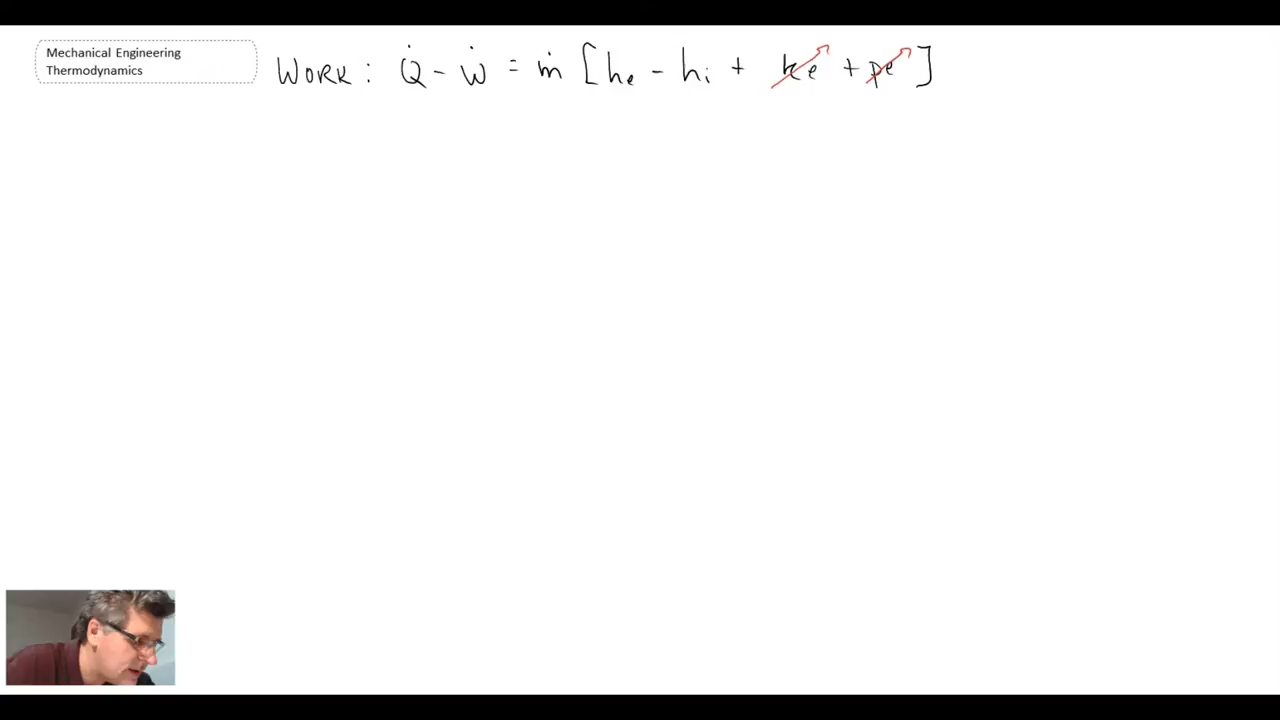 Mechanical Engineering
Thermodynamics
WORK: Q̇ - Ẇ = ṁ [he - hi + ke + pe]